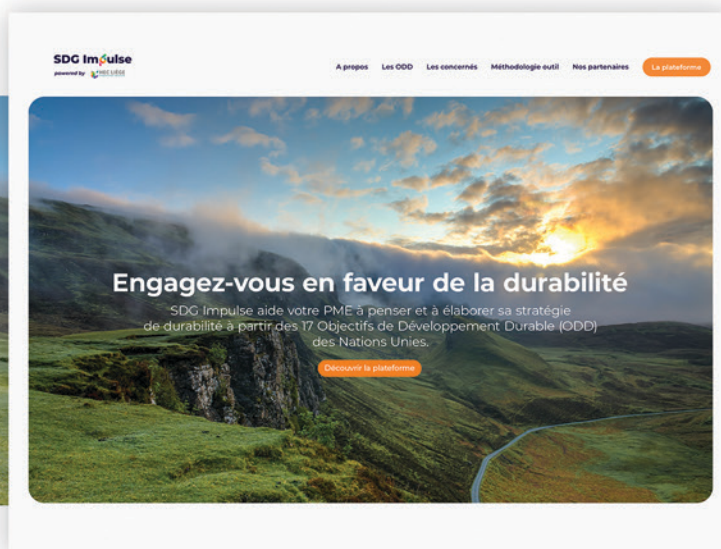 SDG Impulse
powered by HEC LIÈGE
A propos Les ODD Les concernés Méthodologie outil Nos partenaires La plateforme
Engagez-vous en faveur de la durabilité
SDG Impulse aide votre PME à penser et à élaborer sa stratégie
de durabilité à partir des 17 Objectifs de Développement Durable (ODD)
des Nations Unies.
Découvrir la plateforme